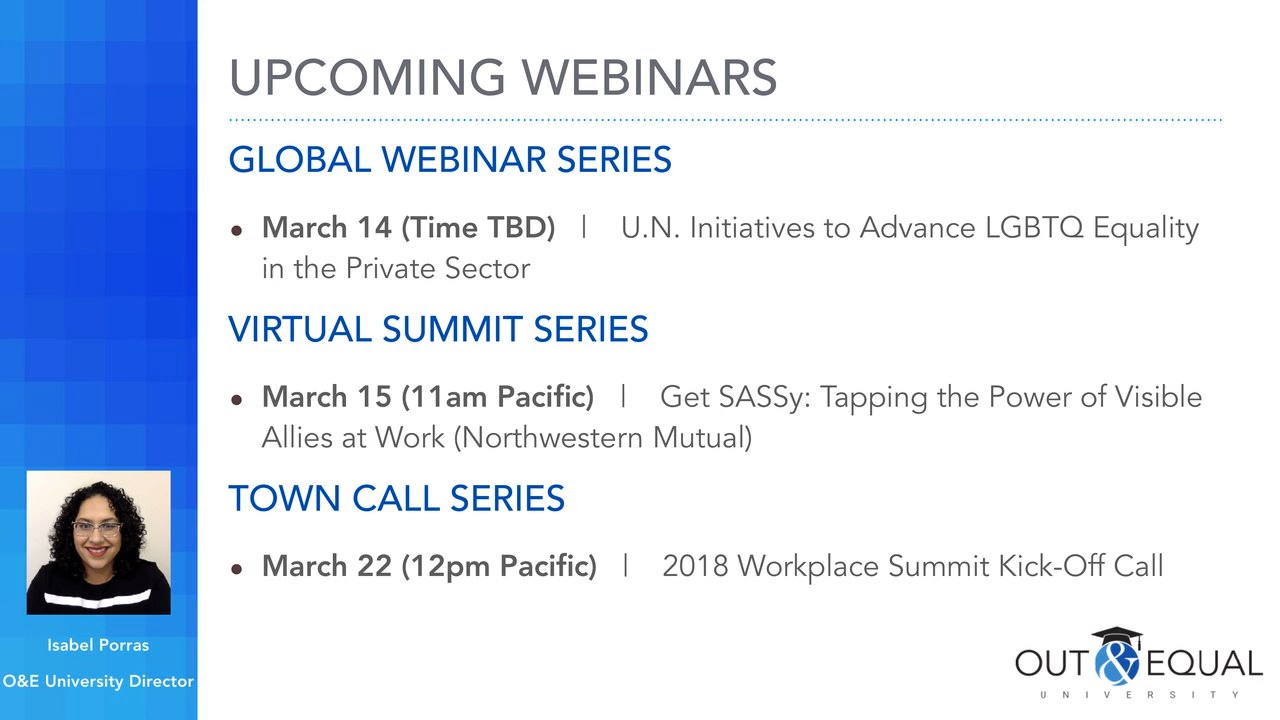 UPCOMING WEBINARS
GLOBAL WEBINAR SERIES
• March 14 (Time TBD) | U.N. Initiatives to Advance LGBTQ Equality
in the Private Sector
VIRTUAL SUMMIT SERIES
• March 15 (11am Pacific) | Get SASSy: Tapping the Power of Visible
Allies at Work (Northwestern Mutual)
TOWN CALL SERIES
• March 22 (12pm Pacific) | 2018 Workplace Summit Kick-Off Call
Isabel Porras
O&E University Director
OUT & EQUAL
UNIVERSITY